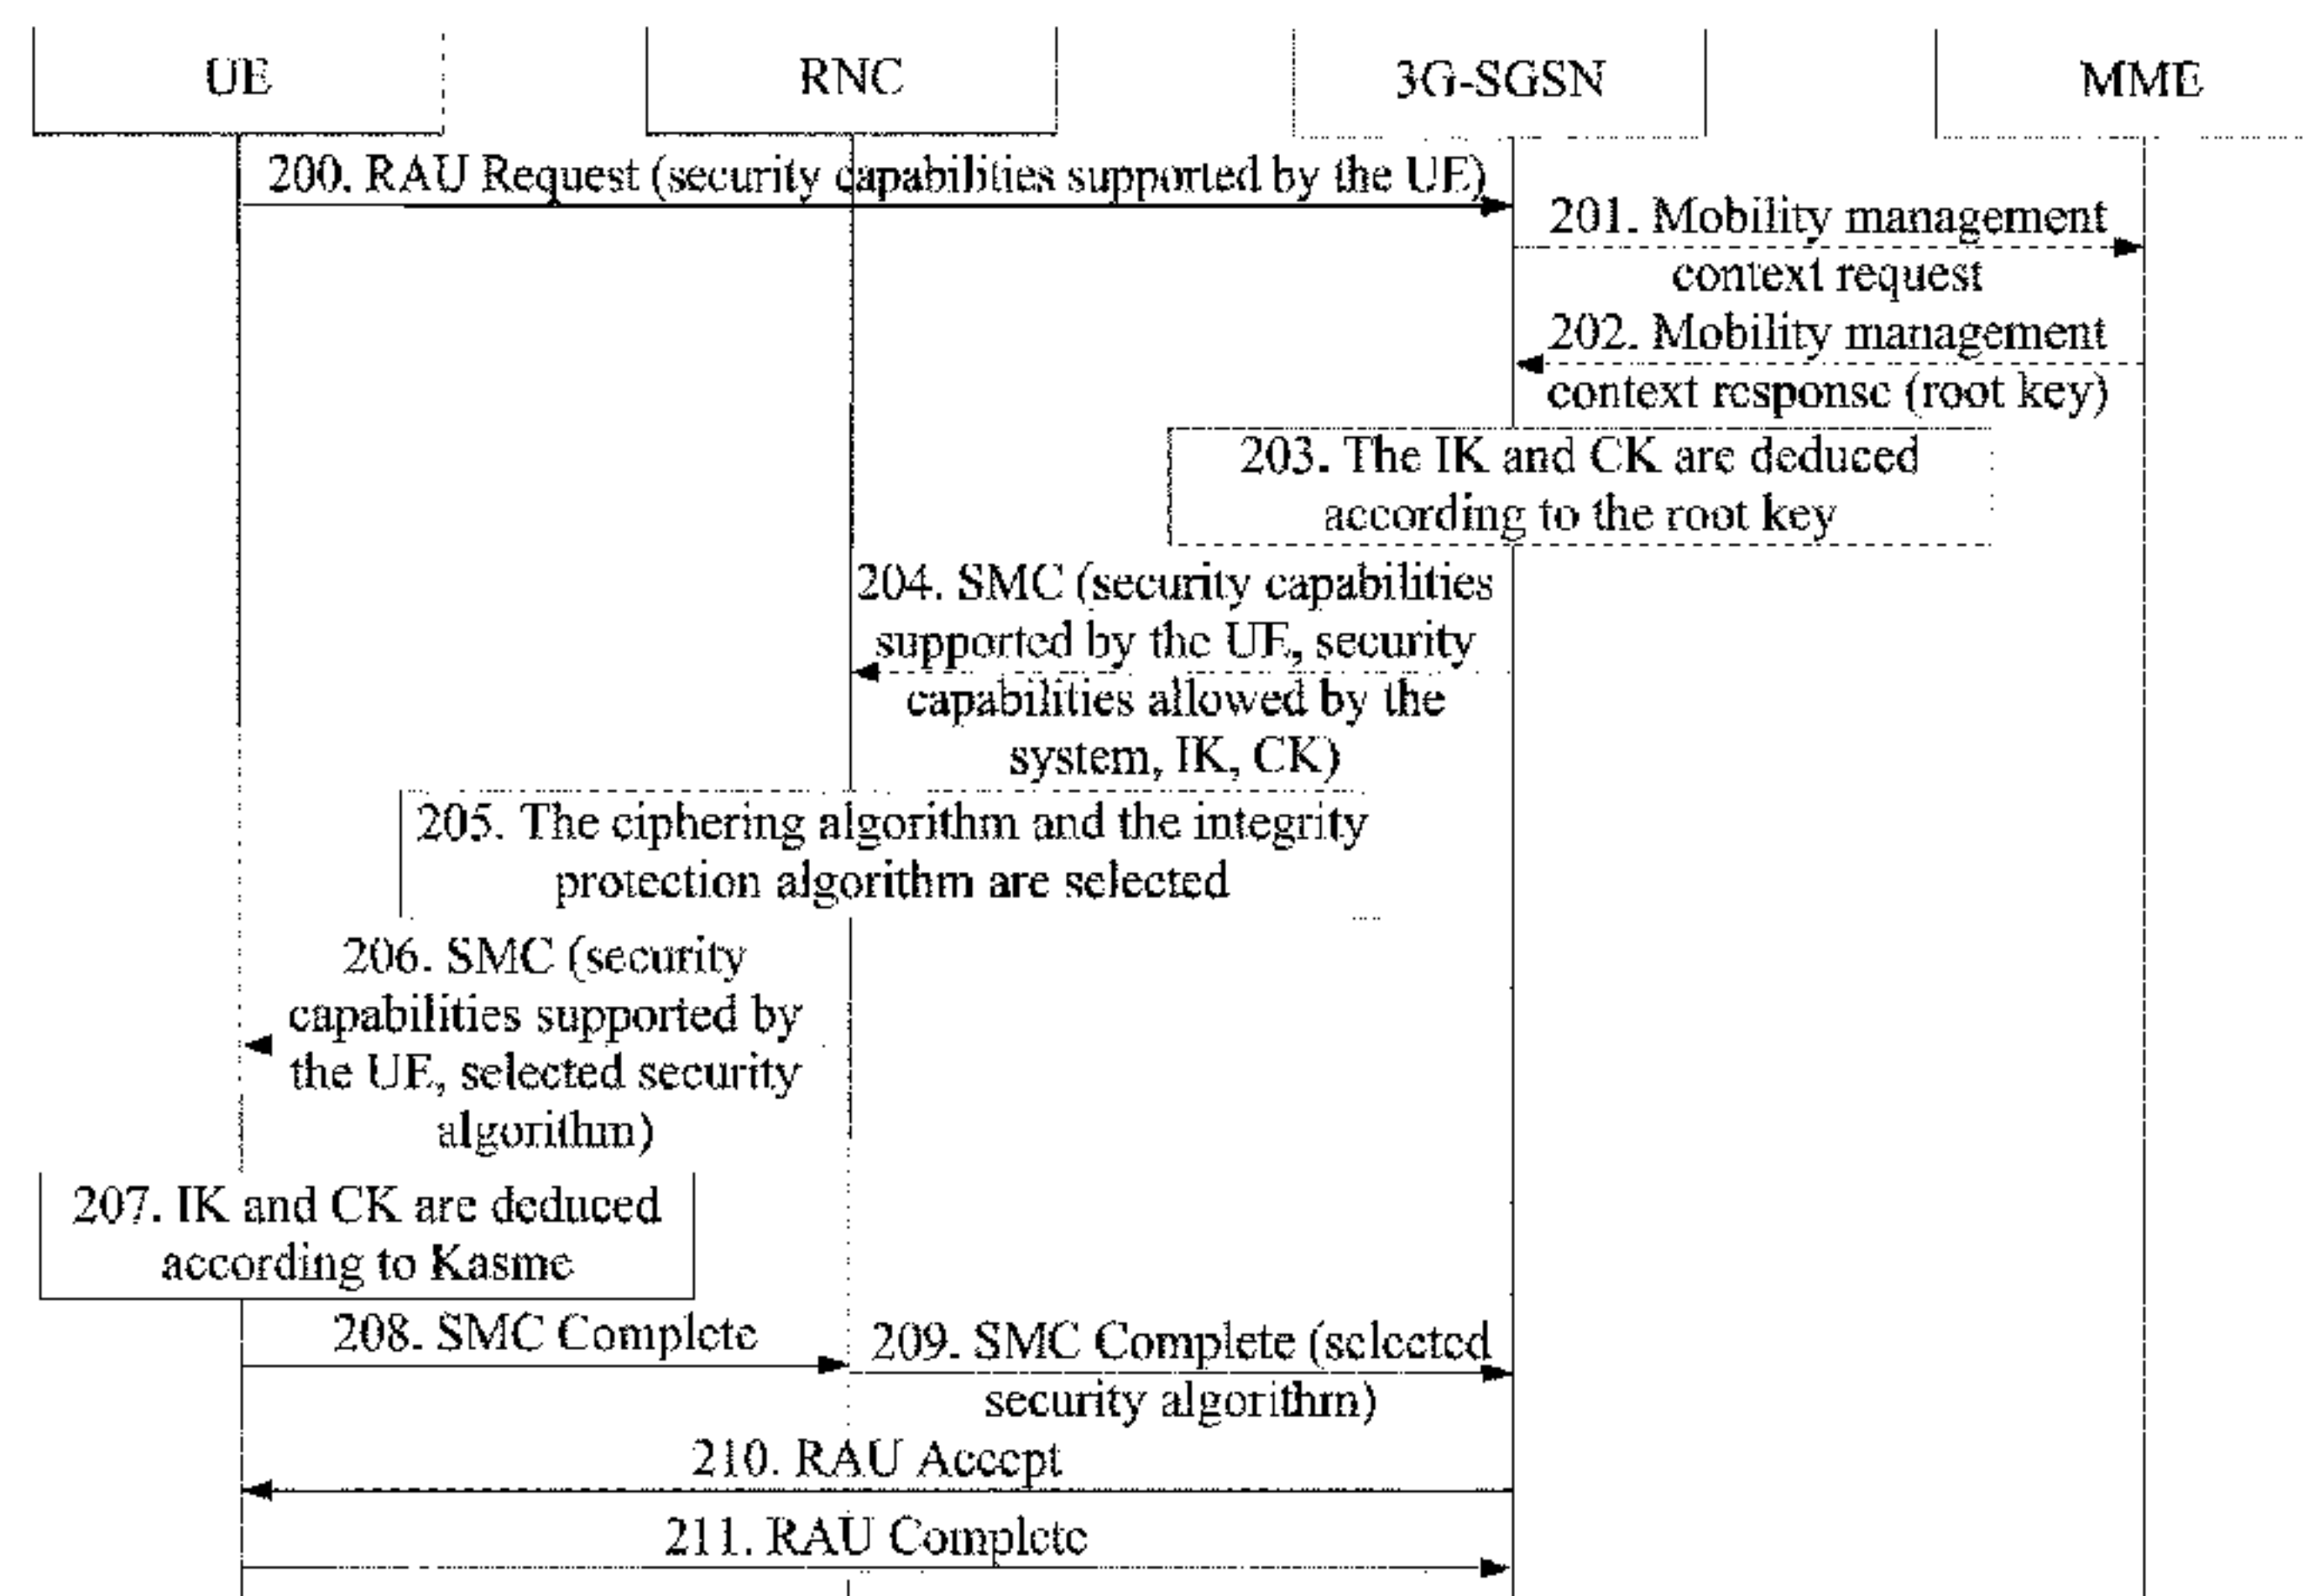 UE
RNC
3G-SGSN
MME
200. RAU Request (security capabilities supported by the UE)
201. Mobility management
context request
202. Mobility management
context response (root key)
203. The IK and CK are deduced
according to the root key
204. SMC (security capabilities
supported by the UE, security
capabilities allowed by the
system, IK, CK)
205. The ciphering algorithm and the integrity
protection algorithm are selected
206. SMC (security
capabilities supported by
the UE, selected security
algorithm)
207. IK and CK are deduced
according to Kasme
208. SMC Complete
209. SMC Complete (selected
security algorithm)
210. RAU Accept
211. RAU Complete